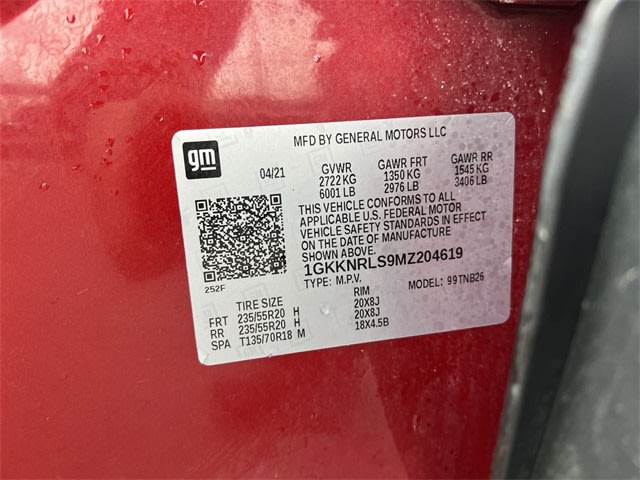 gm
MFD BY GENERAL MOTORS LLC
04/21 GVWR GAWR FRT GAWR RR
2722 KG 1350 KG 1545 KG
6001 LB 2976 LB 3406 LB
THIS VEHICLE CONFORMS TO ALL
APPLICABLE U.S. FEDERAL MOTOR
VEHICLE SAFETY STANDARDS IN EFFECT
ON THE DATE OF MANUFACTURE
SHOWN ABOVE.
1GKKNRLS9MZ204619
252F
TYPE: M.P.V. MODEL: 99TNB26
TIRE SIZE RIM
FRT 235/55R20 H 20X8J
RR 235/55R20 H 20X8J
SPA T135/70R18 M 18X4.5B